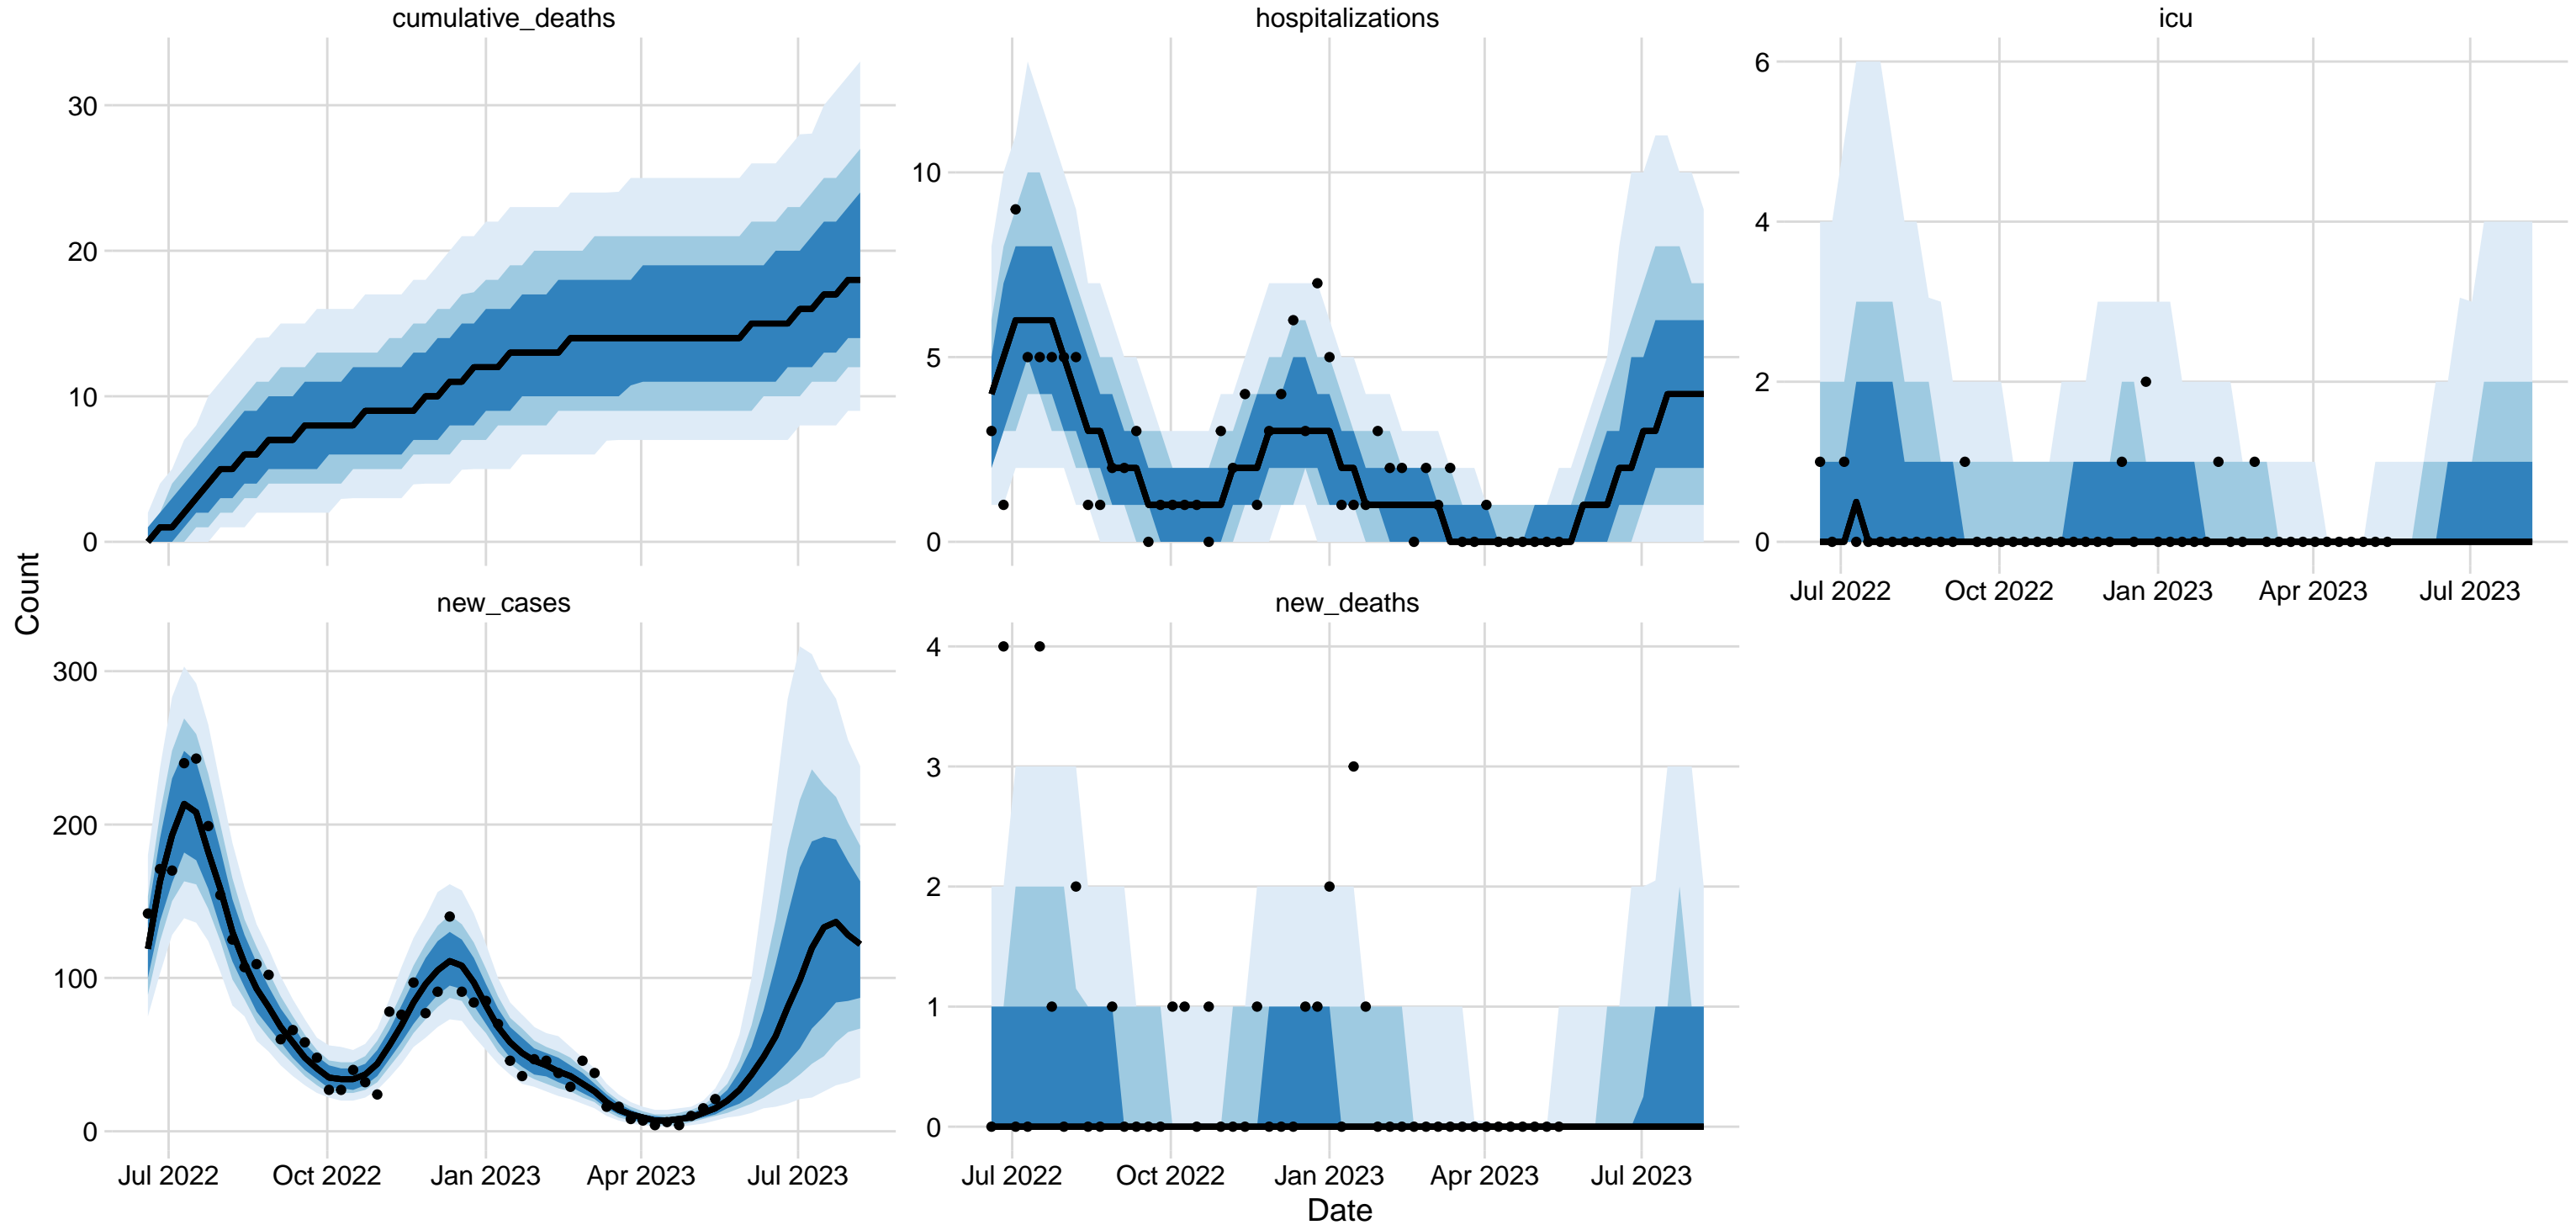 cumulative_deaths
30
20
10
0
hospitalizations
10
5
0
icu
6
4
2
0
Jul 2022 Oct 2022 Jan 2023 Apr 2023 Jul 2023
Count
new_cases
300
200
100
0
Jul 2022 Oct 2022 Jan 2023 Apr 2023 Jul 2023
new_deaths
4
3
2
1
0
Jul 2022 Oct 2022 Jan 2023 Apr 2023 Jul 2023
Date